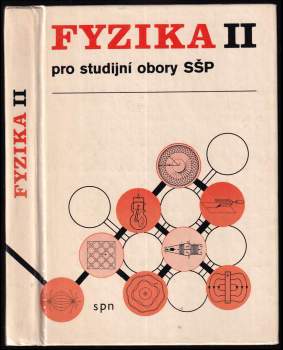 FYZIKA II
FYZIKA II
pro studijní obory SŠP
spn